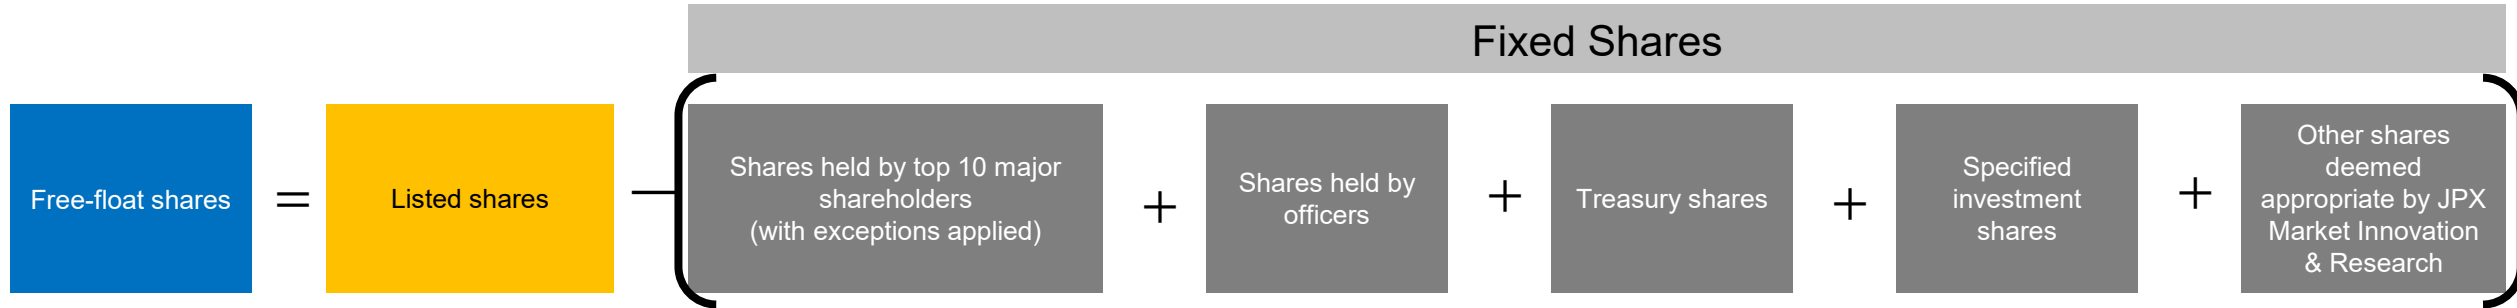 Fixed Shares
Free-float shares
=
Listed shares
—
Shares held by top 10 major
shareholders
(with exceptions applied)
+
Shares held by
officers
+
Treasury shares
+
Specified
investment
shares
+
Other shares
deemed
appropriate by JPX
Market Innovation
& Research